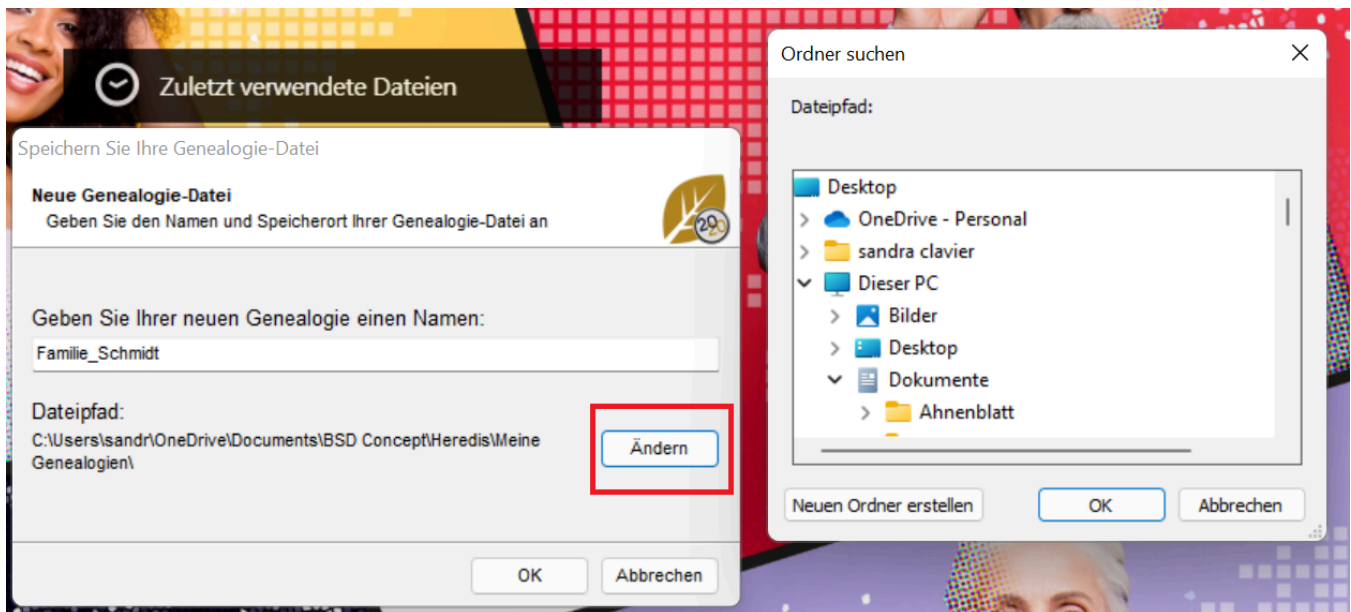 Zuletzt verwendete Dateien
Speichern Sie Ihre Genealogie-Datei
Neue Genealogie-Datei
Geben Sie den Namen und Speicherort Ihrer Genealogie-Datei an
2020
Geben Sie Ihrer neuen Genealogie einen Namen:
Familie_Schmidt
Dateipfad:
C:\Users\sandr\OneDrive\Documents\BSD Concept\Heredis\Meine
Genealogien\
Ändern
OK
Abbrechen
Ordner suchen
Dateipfad:
Desktop
OneDrive - Personal
sandra clavier
Dieser PC
Bilder
Desktop
Dokumente
Ahnenblatt
Neuen Ordner erstellen
OK
Abbrechen